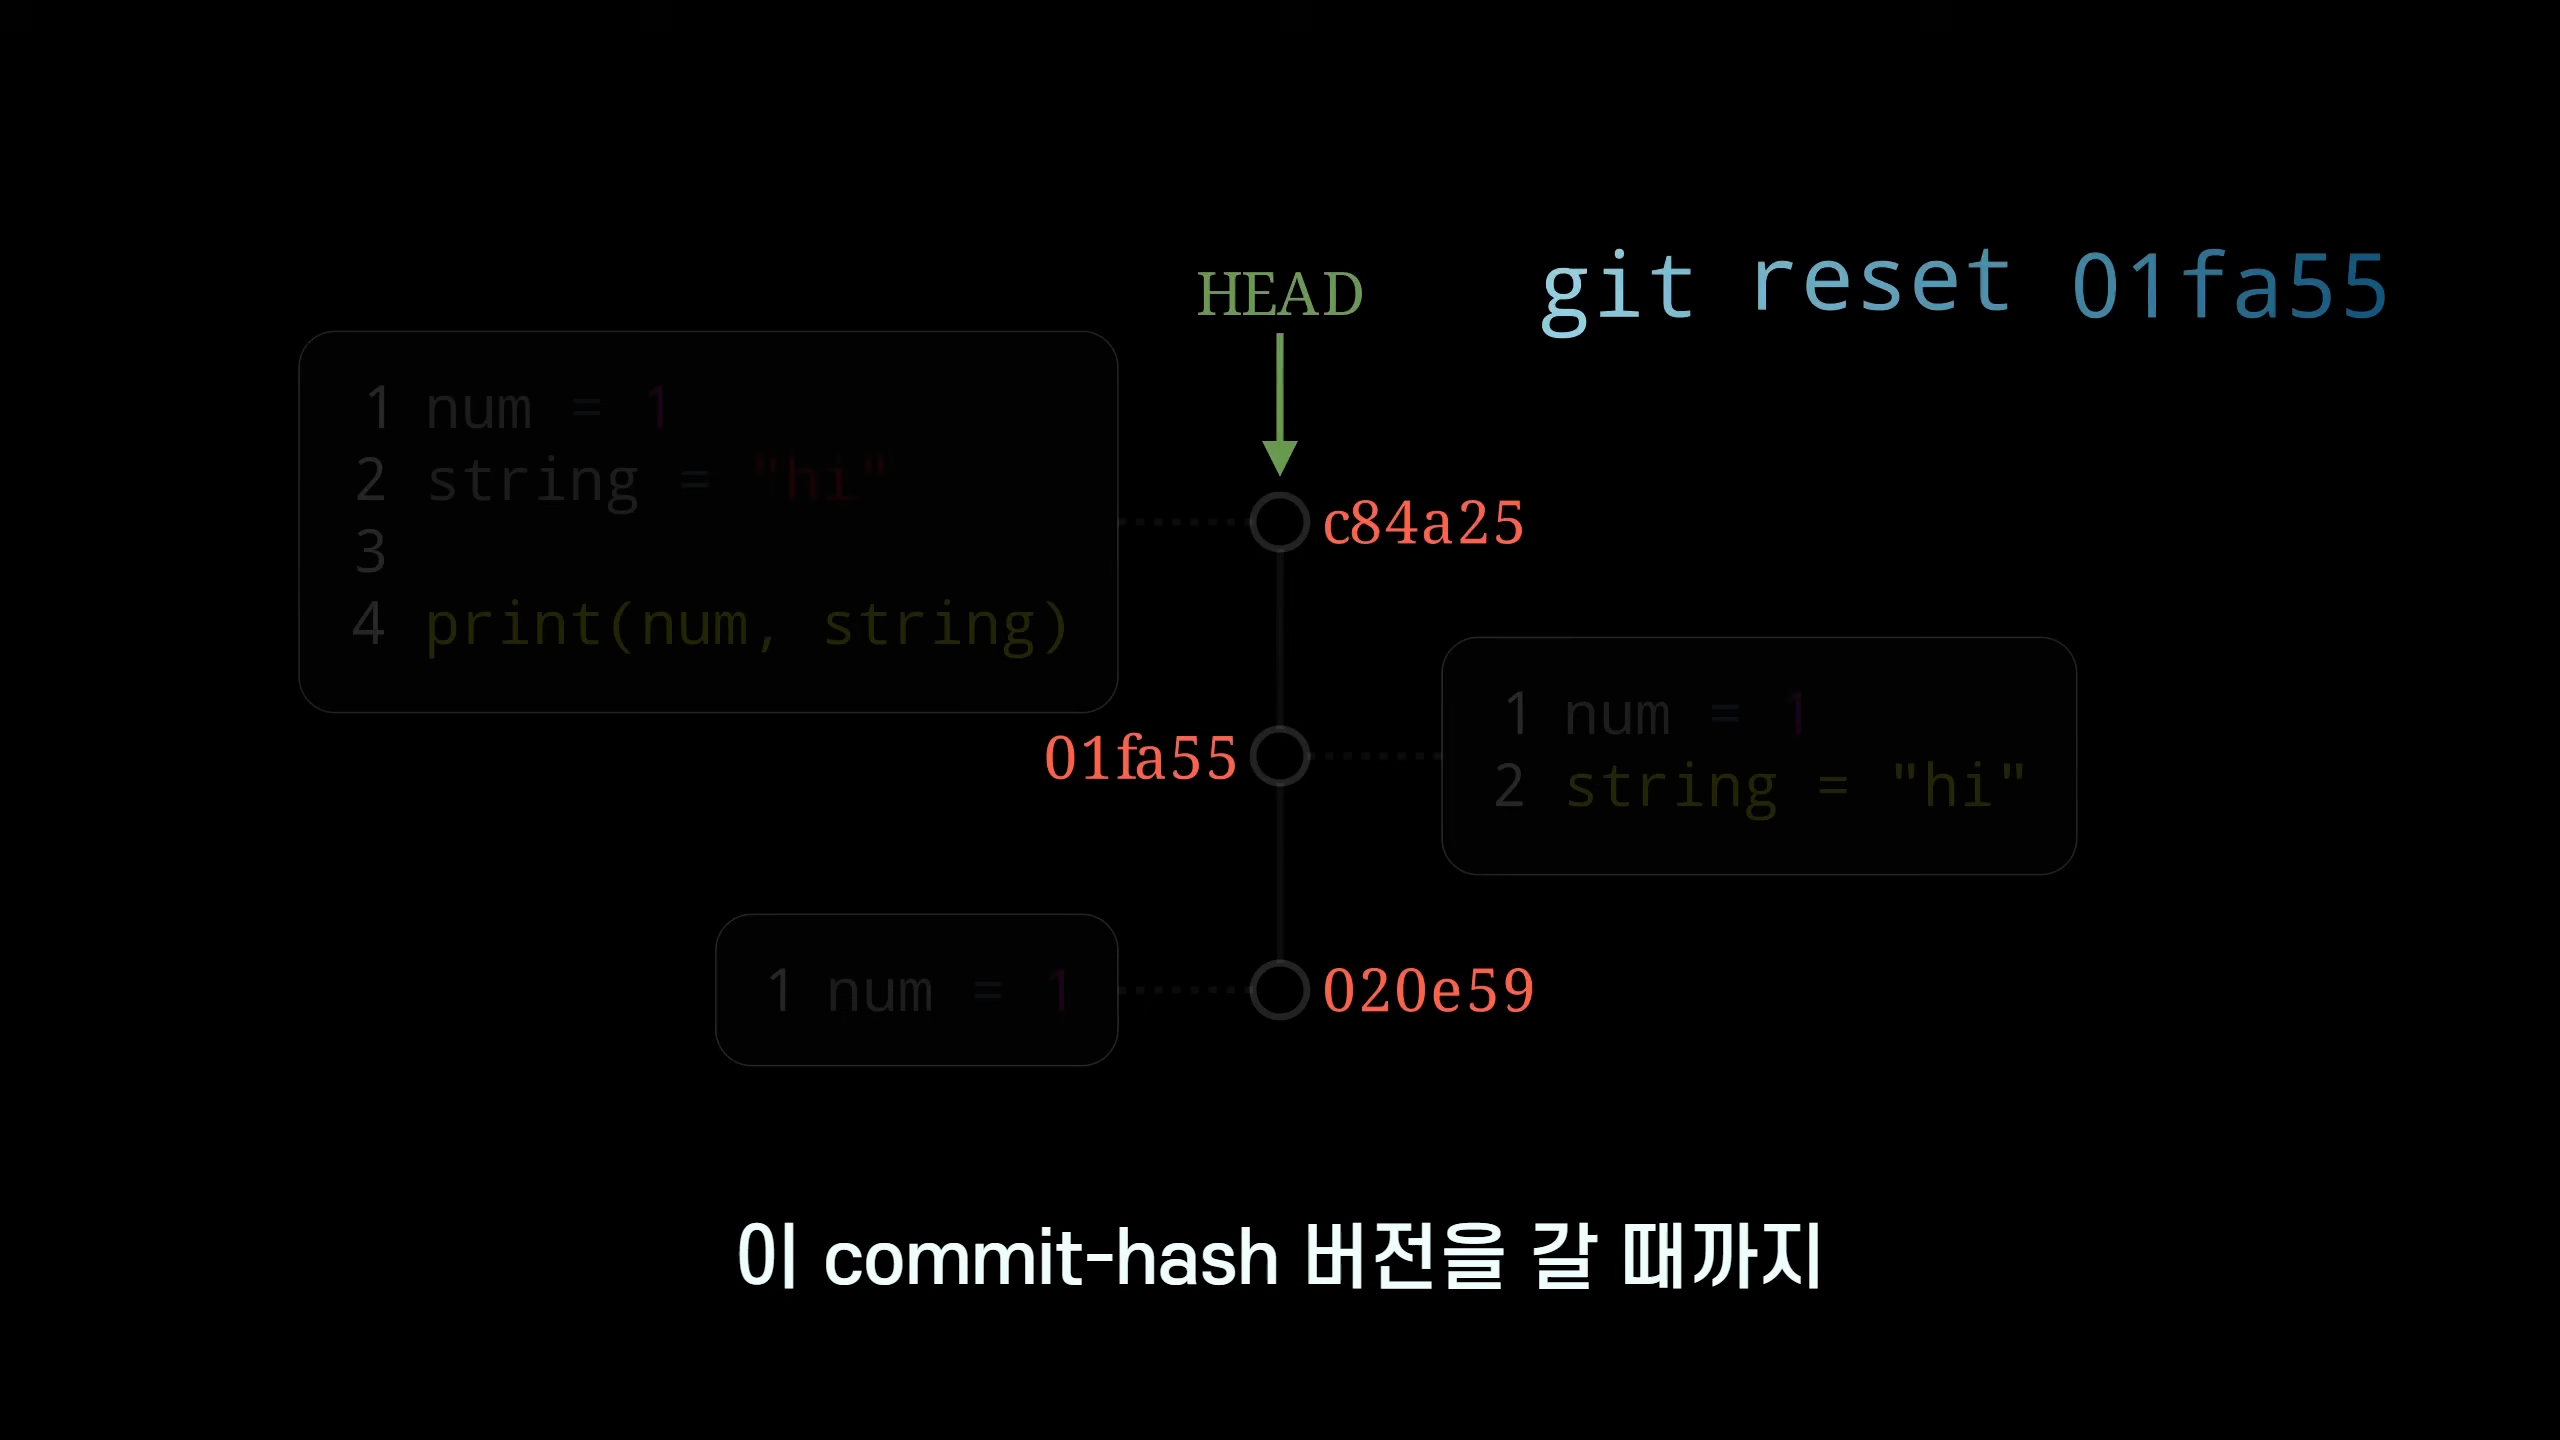 git reset 01fa55
HEAD
1 num = 1
2 string = "hi"
3
4 print(num, string)
c84a25
01fa55
1 num = 1
2 string = "hi"
1 num = 1
020e59
이 commit-hash 버전을 갈 때까지